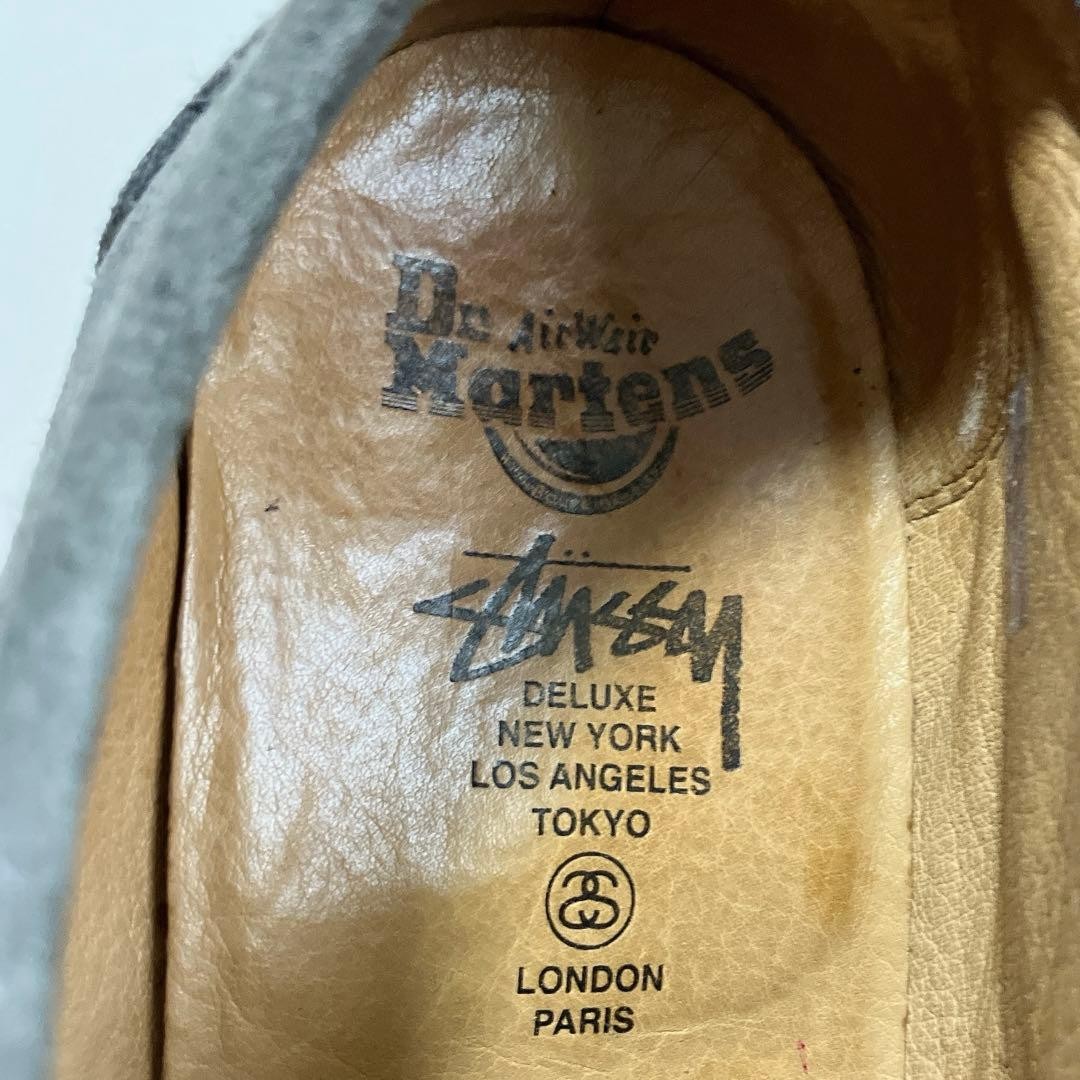 Dr. AirWair
Martens
Stüssy
DELUXE
NEW YORK
LOS ANGELES
TOKYO
LONDON
PARIS